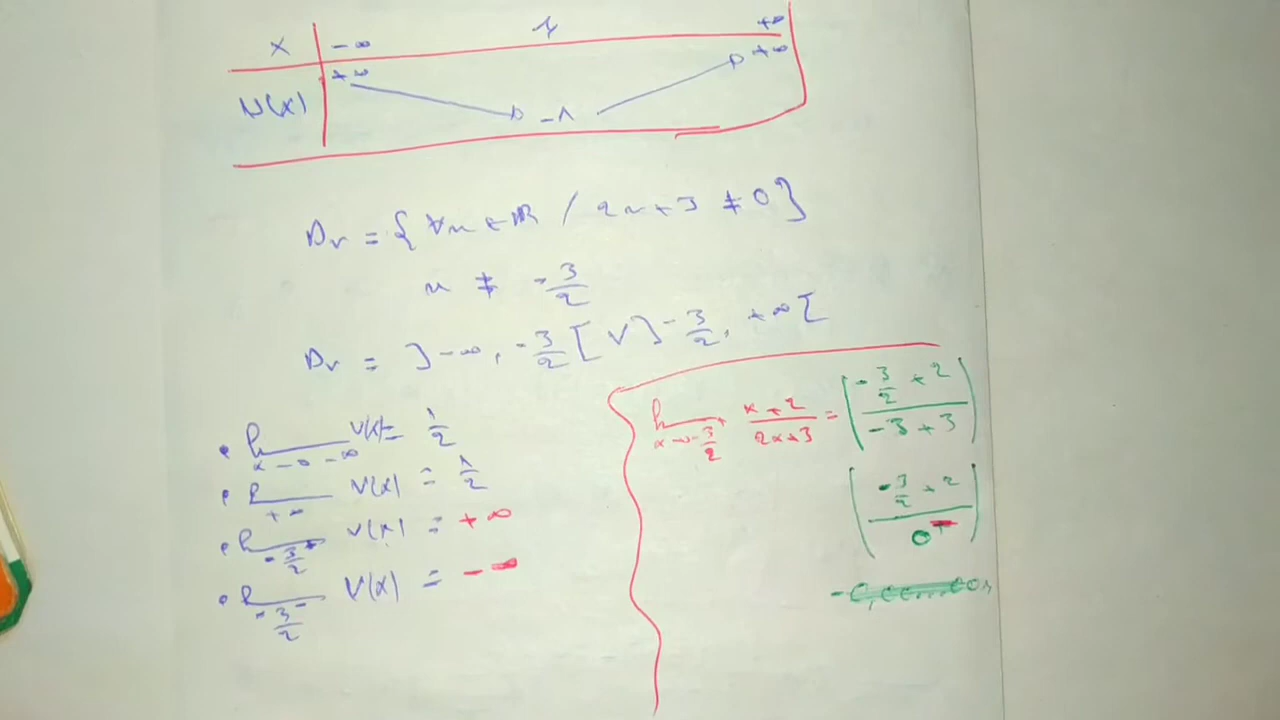 x -∞ 1 +∞
U(x) +∞ -1 +∞
Dv = { ∀x ∈ ℝ / 2x+3 ≠ 0 }
x ≠ -3/2
Dv = ]-∞, -3/2[ ∪ ]-3/2, +∞[
• lim x→-∞ V(x) = 1/2
• lim +∞ V(x) = 1/2
• lim -3/2+ V(x) = +∞
• lim -3/2- V(x) = -∞
lim x→-3/2+ x+2 / 2x+3 = ( -3/2 + 2 / -3+3 )
( -3/2 + 2 / 0+ )